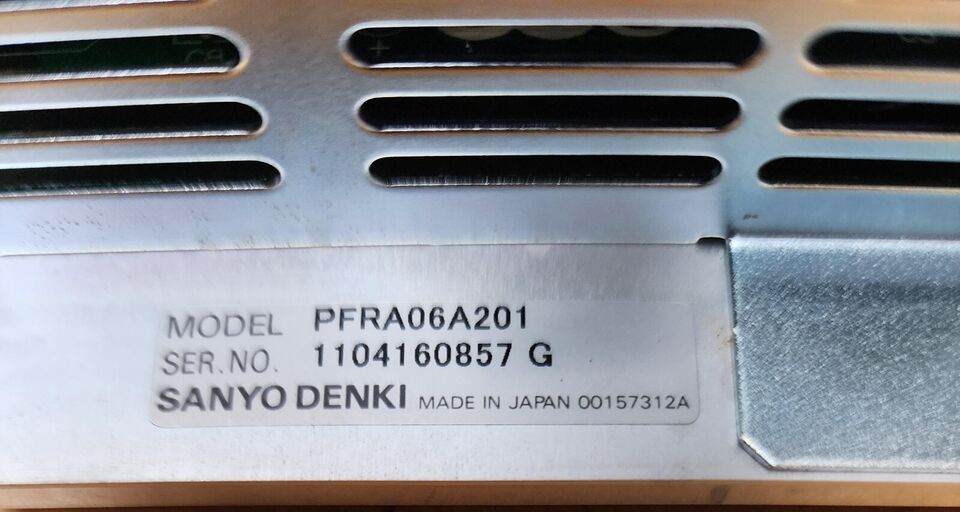 MODEL PFRA06A201
SER.NO. 1104160857 G
SANYO DENKI MADE IN JAPAN 00157312A